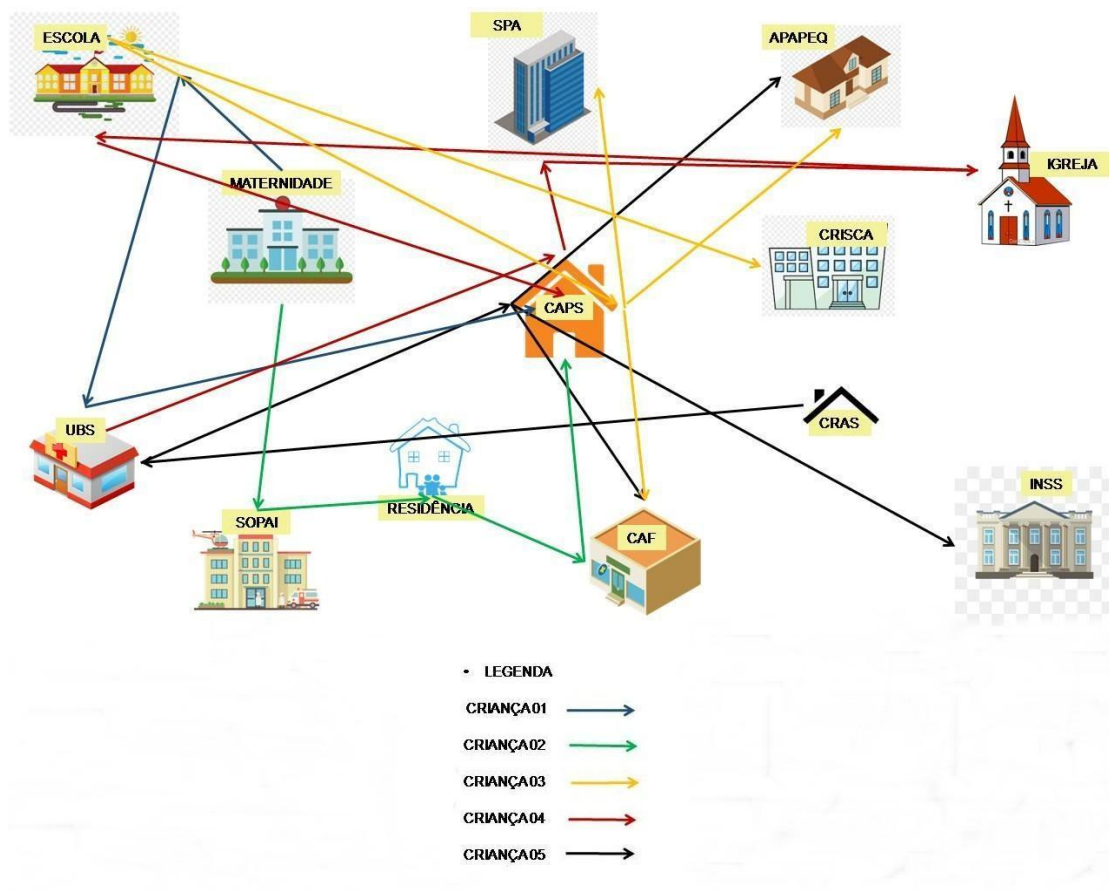 ESCOLA
SPA
APAPEQ
IGREJA
MATERNIDADE
CRISCA
CAPS
UBS
CRAS
RESIDÊNCIA
INSS
SOPAI
CAF
• LEGENDA
CRIANÇA01
CRIANÇA02
CRIANÇA03
CRIANÇA04
CRIANÇA05